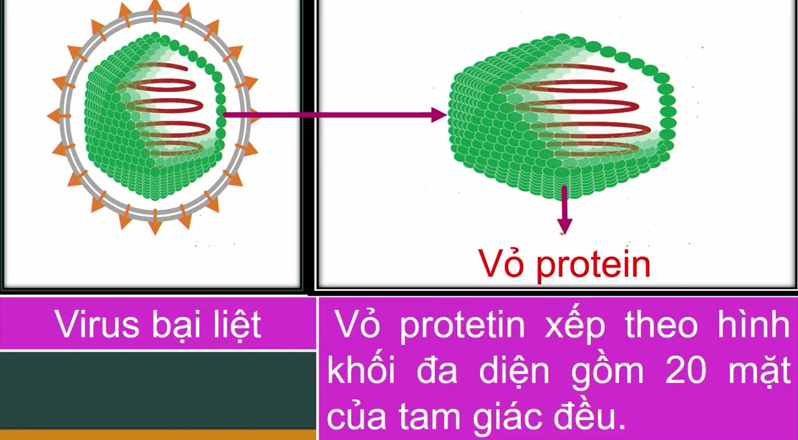 Vỏ protein
Virus bại liệt
Vỏ protetin xếp theo hình
khối đa diện gồm 20 mặt
của tam giác đều.